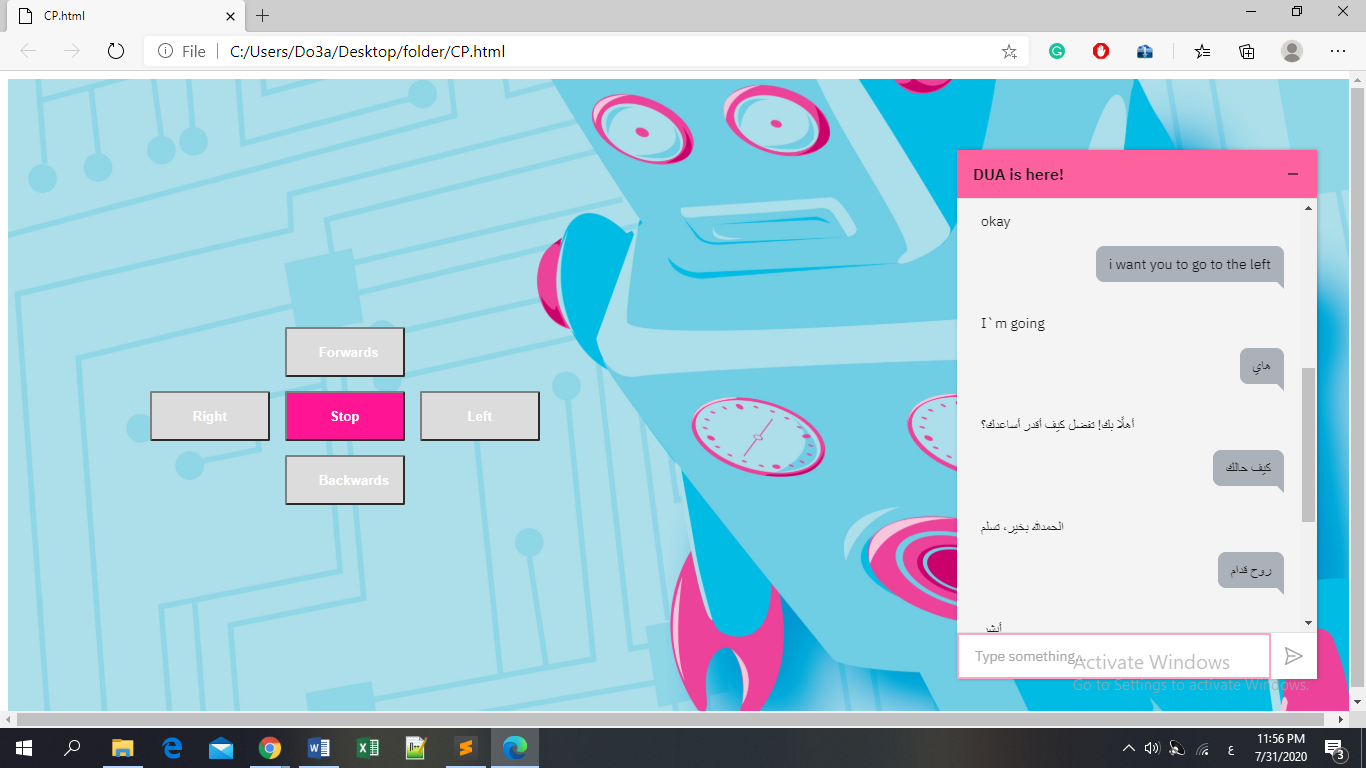 CP.html
File
C:/Users/Do3a/Desktop/folder/CP.html
DUA is here!
okay
i want you to go to the left
I`m going
هاي
أهلًا بك! تفضل كيف أقدر أساعدك؟
كيف حالك
الحمدلله بخير، تسلم
روح قدام
أبشر
Type something...
Forwards
Right
Stop
Left
Backwards
Activate Windows
Go to Settings to activate Windows.
ع
11:56 PM
7/31/2020
3